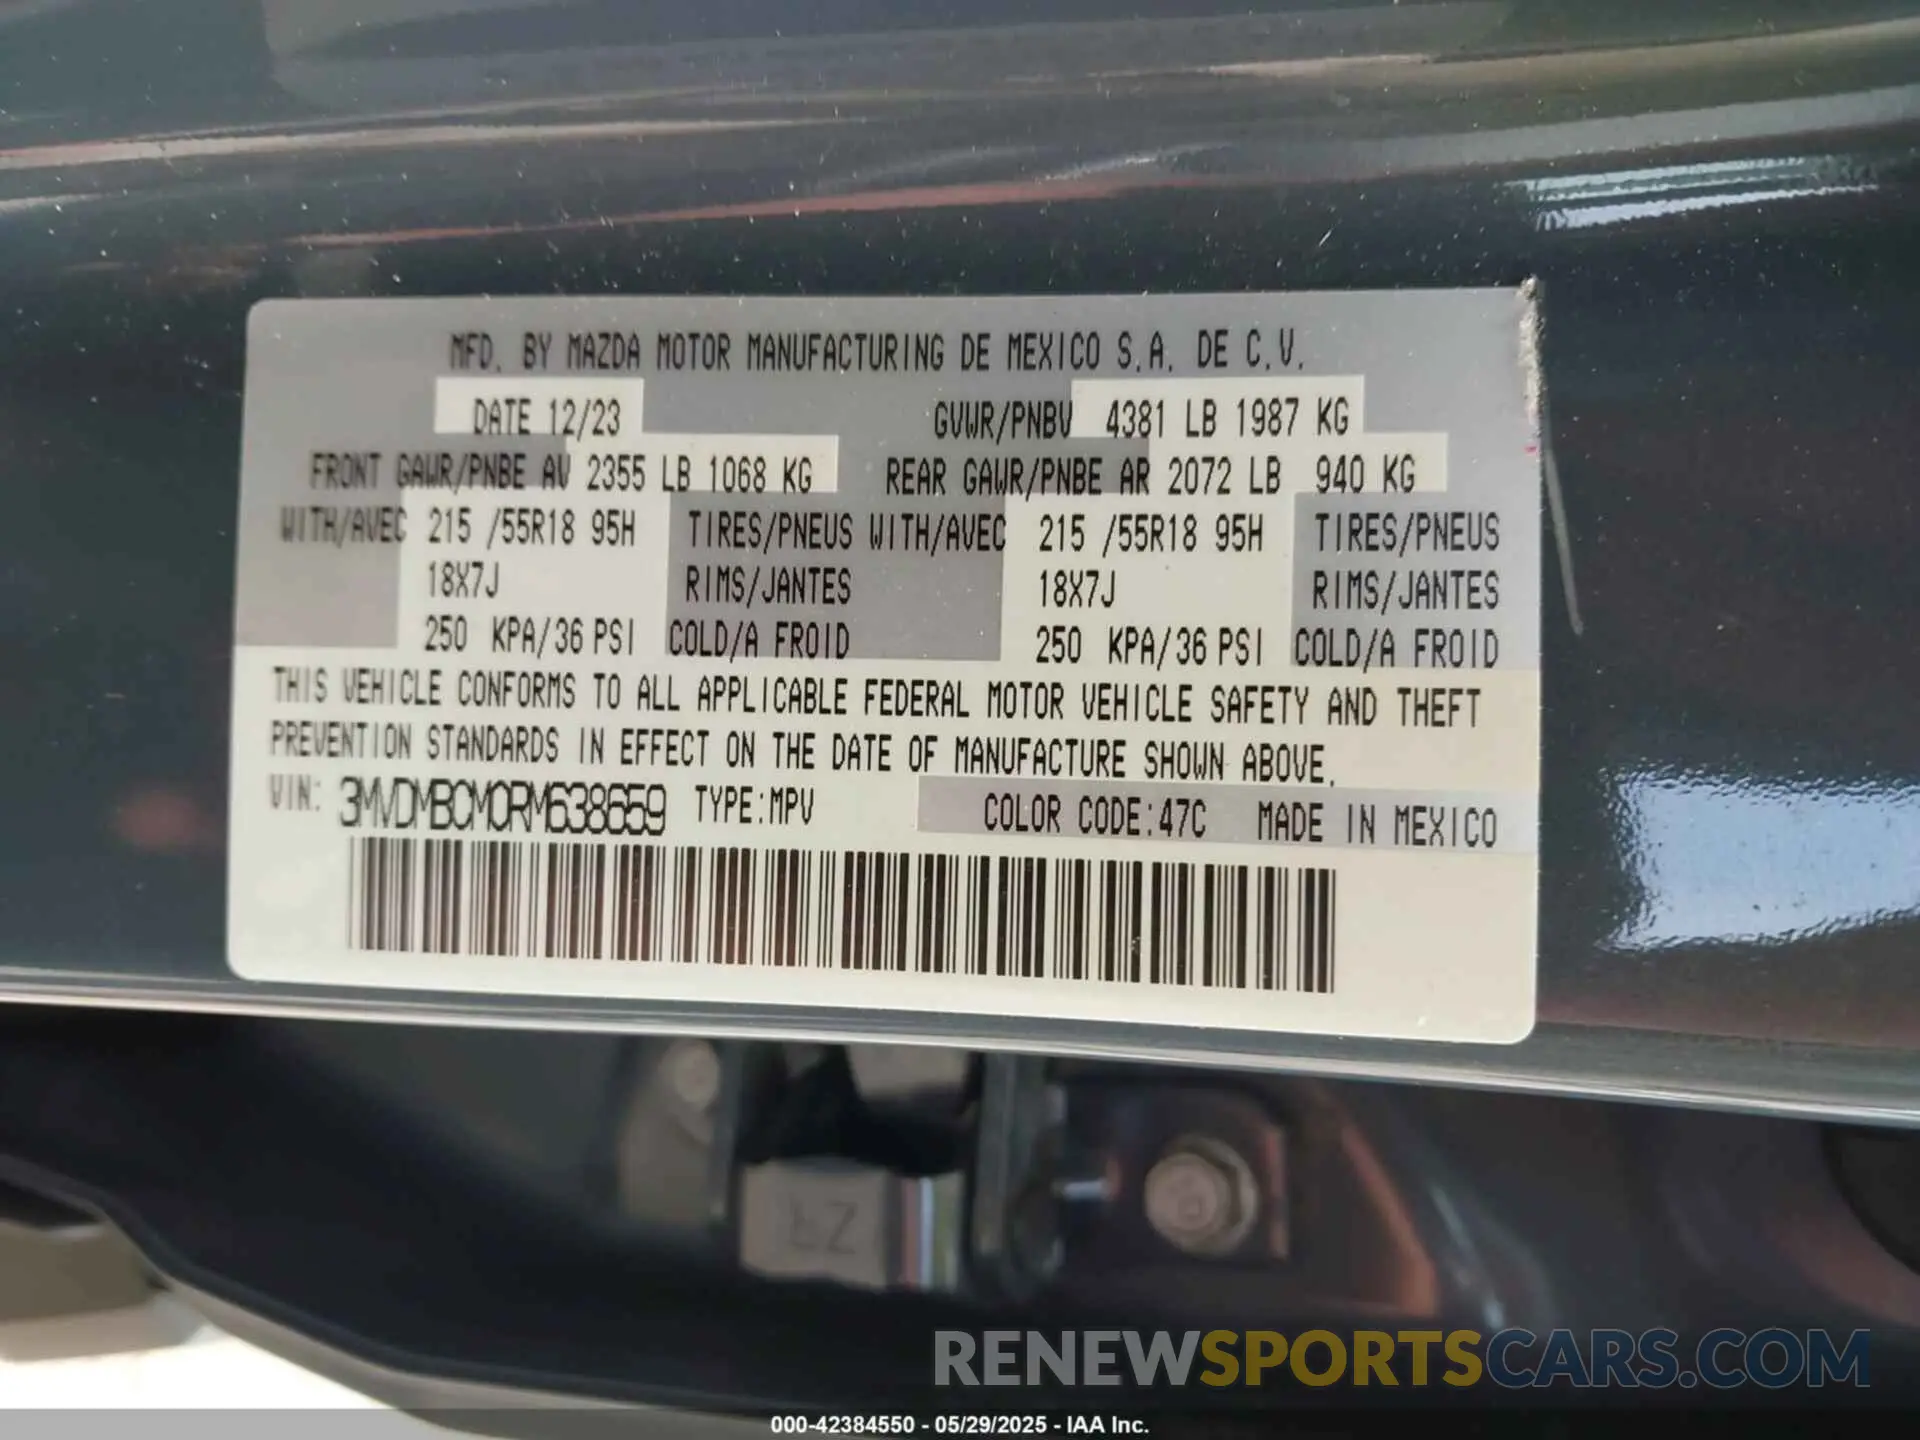 MFD. BY MAZDA MOTOR MANUFACTURING DE MEXICO S.A. DE C.V.
DATE 12/23 GVWR/PNBV 4381 LB 1987 KG
FRONT GAWR/PNBE AV 2355 LB 1068 KG REAR GAWR/PNBE AR 2072 LB 940 KG
WITH/AVEC 215 /55R18 95H TIRES/PNEUS WITH/AVEC 215 /55R18 95H TIRES/PNEUS
18X7J RIMS/JANTES 18X7J RIMS/JANTES
250 KPA/36 PSI COLD/A FROID 250 KPA/36 PSI COLD/A FROID
THIS VEHICLE CONFORMS TO ALL APPLICABLE FEDERAL MOTOR VEHICLE SAFETY AND THEFT
PREVENTION STANDARDS IN EFFECT ON THE DATE OF MANUFACTURE SHOWN ABOVE.
VIN: 3MVDMBCM0RM638659 TYPE:MPV COLOR CODE:47C MADE IN MEXICO
RENEWSPORTSCARS.COM
000-42384550 - 05/29/2025 - IAA Inc.